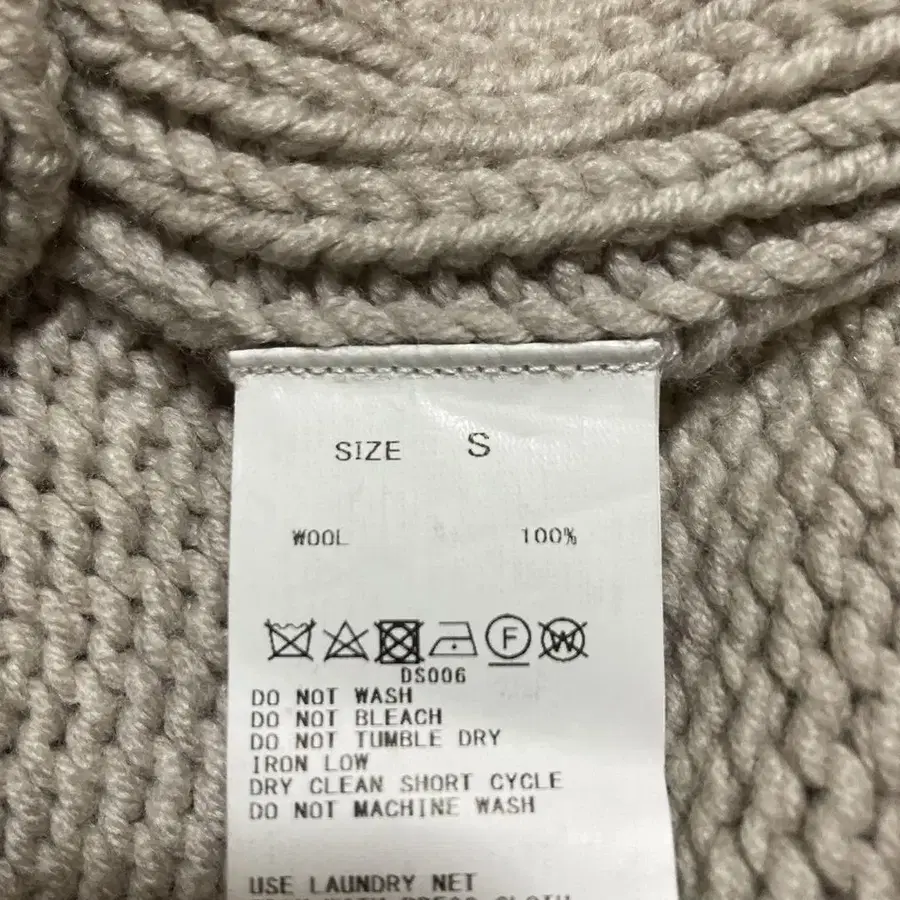 SIZE S
WOOL 100%
F W
DS006
DO NOT WASH
DO NOT BLEACH
DO NOT TUMBLE DRY
IRON LOW
DRY CLEAN SHORT CYCLE
DO NOT MACHINE WASH
USE LAUNDRY NET